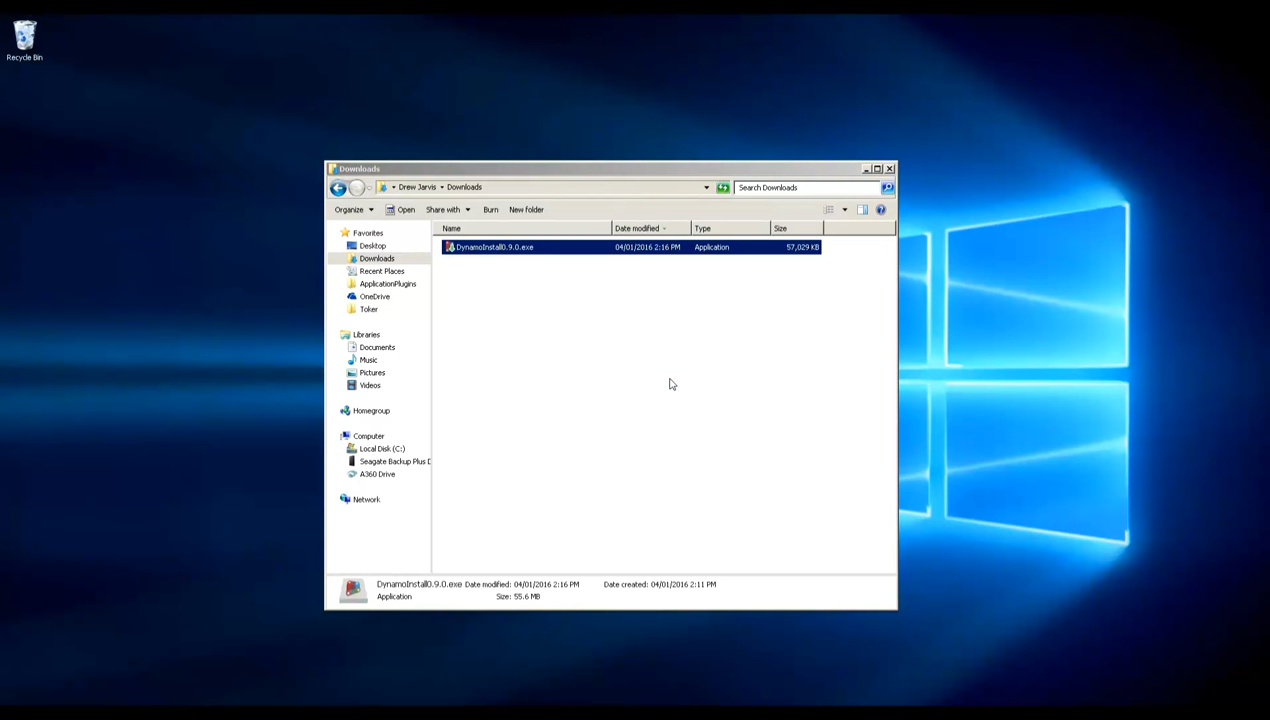 Recycle Bin
Downloads
Drew Jarvis Downloads
Search Downloads
Organize Open Share with Burn New folder
Name Date modified Type Size
DynamoInstall0.9.0.exe 04/01/2016 2:16 PM Application 57,029 KB
Favorites
Desktop
Downloads
Recent Places
ApplicationPlugins
OneDrive
Toker
Libraries
Documents
Music
Pictures
Videos
Homegroup
Computer
Local Disk (C:)
Seagate Backup Plus D
A360 Drive
Network
DynamoInstall0.9.0.exe Date modified: 04/01/2016 2:16 PM Date created: 04/01/2016 2:11 PM
Application Size: 55.6 MB